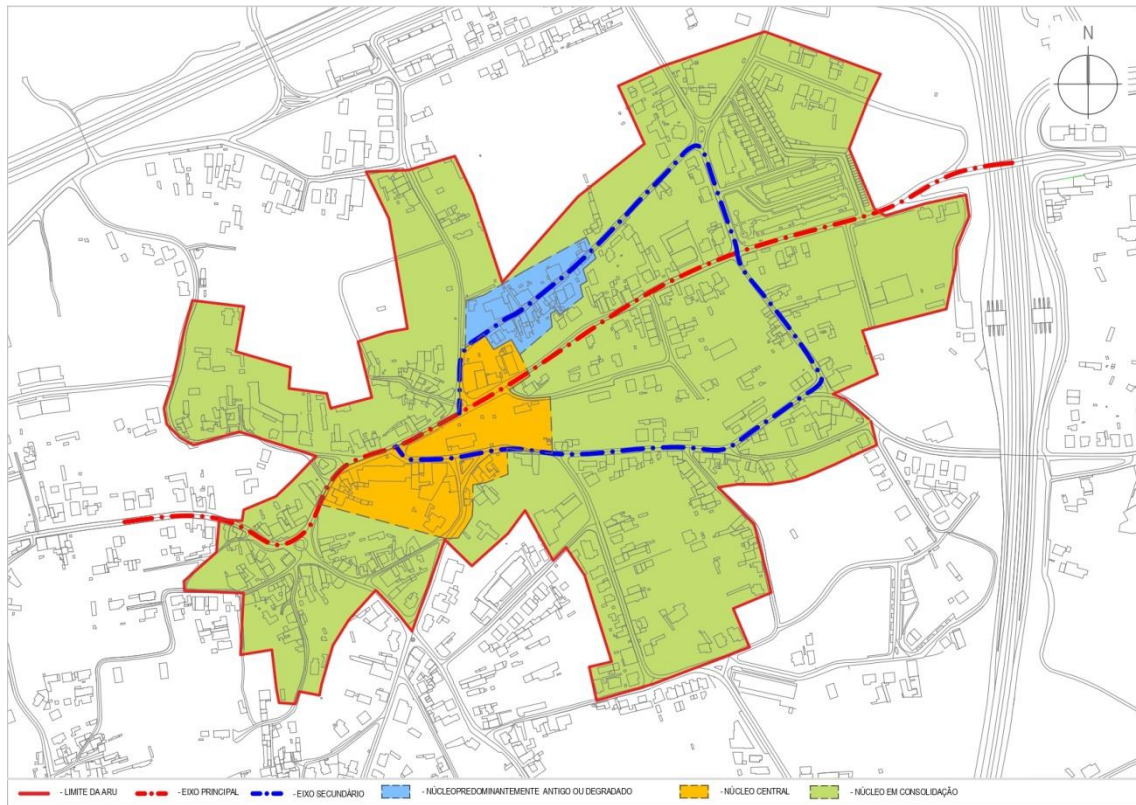 N
- LIMITE DA ARU - EIXO PRINCIPAL - EIXO SECUNDÁRIO - NÚCLEOPREDOMINANTEMENTE ANTIGO OU DEGRADADO - NÚCLEO CENTRAL - NÚCLEO EM CONSOLIDAÇÃO